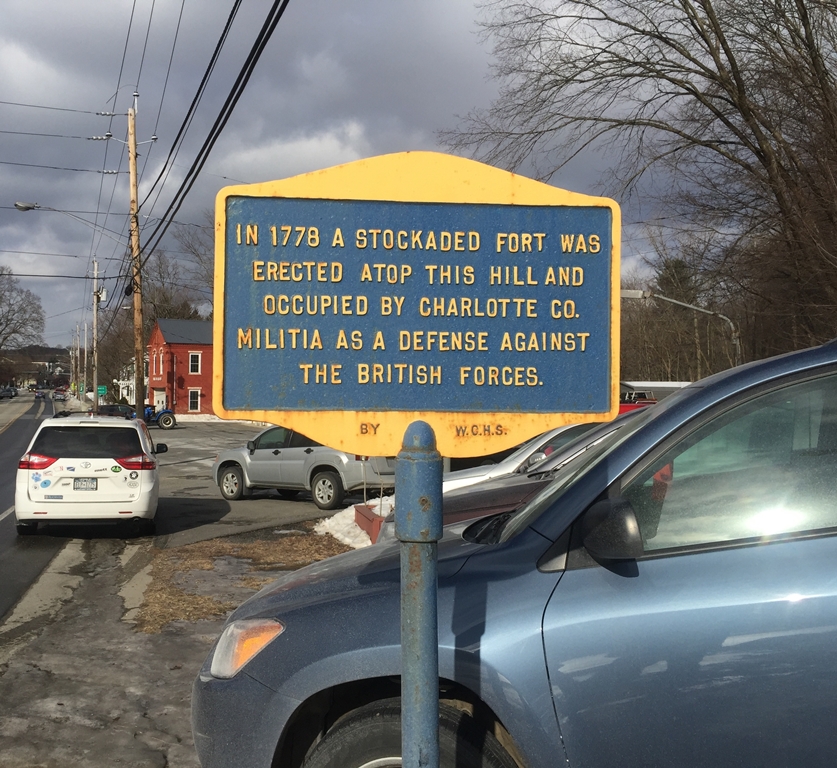 IN 1778 A STOCKADED FORT WAS
ERECTED ATOP THIS HILL AND
OCCUPIED BY CHARLOTTE CO.
MILITIA AS A DEFENSE AGAINST
THE BRITISH FORCES.
BY W.C.H.S.